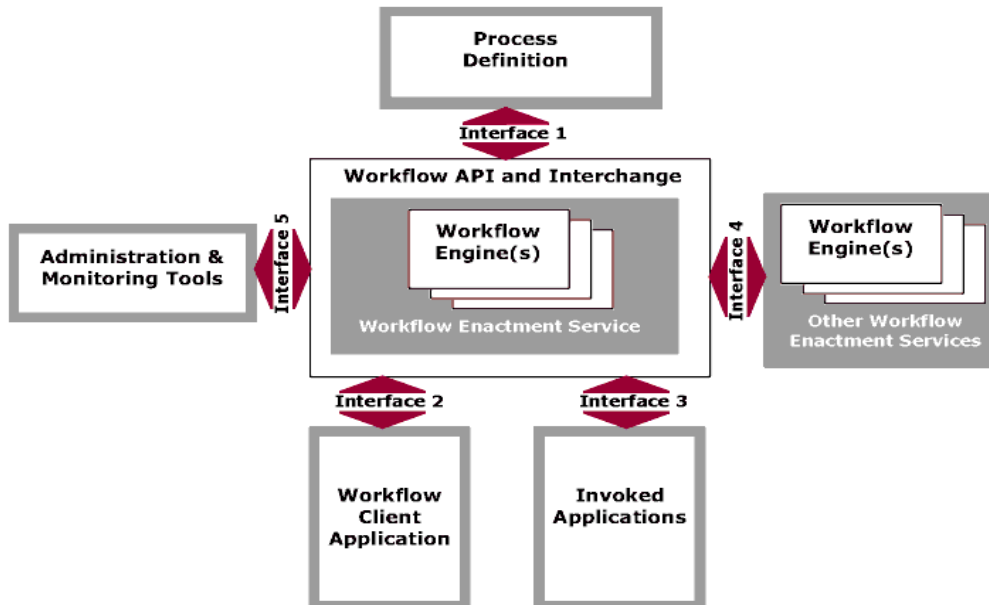 Process
Definition
Interface 1
Workflow API and Interchange
Workflow
Engine(s)
Workflow Enactment Service
Interface 5
Administration &
Monitoring Tools
Interface 4
Workflow
Engine(s)
Other Workflow
Enactment Services
Interface 2
Interface 3
Workflow
Client
Application
Invoked
Applications